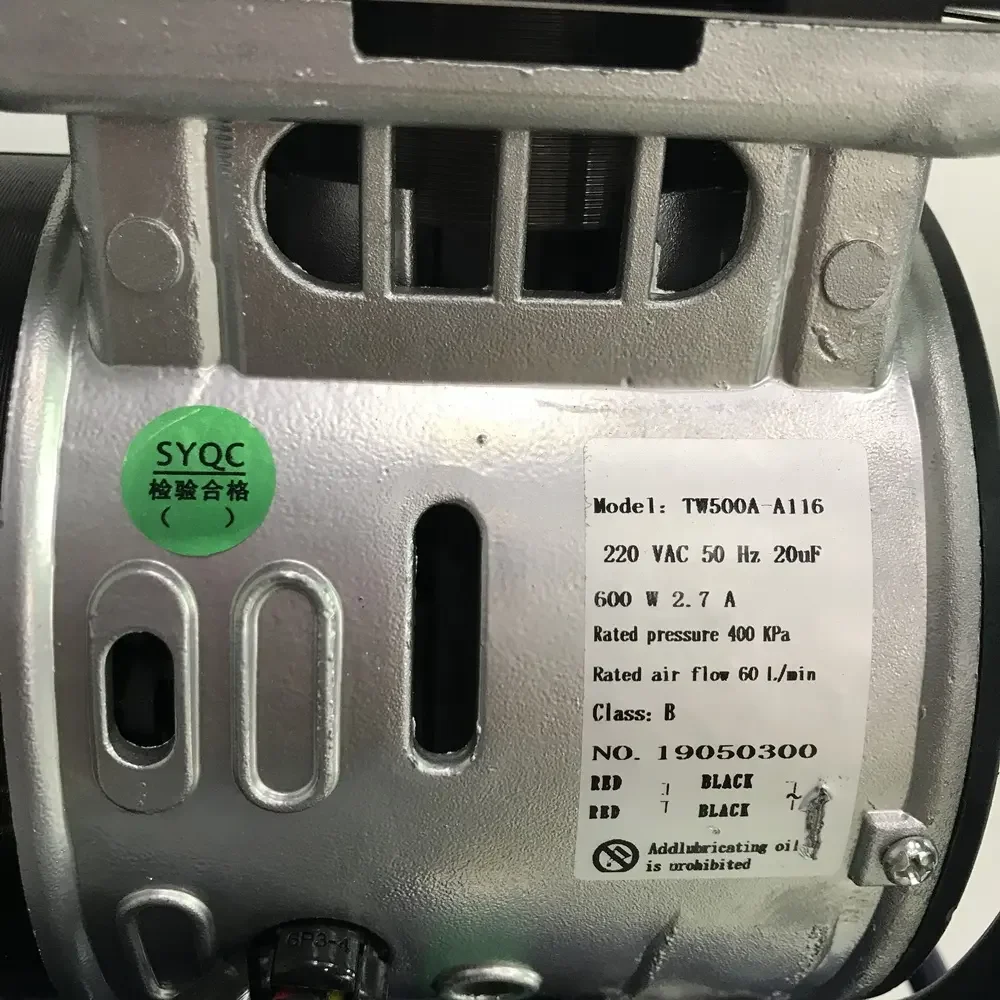 SYQC
检验合格
( )
Model: TW500A-A116
220 VAC 50 Hz 20uF
600 W 2.7 A
Rated pressure 400 KPa
Rated air flow 60 L/min
Class: B
NO. 19050300
RED BLACK
RED BLACK ~
Addlubricating oil
is urohibited